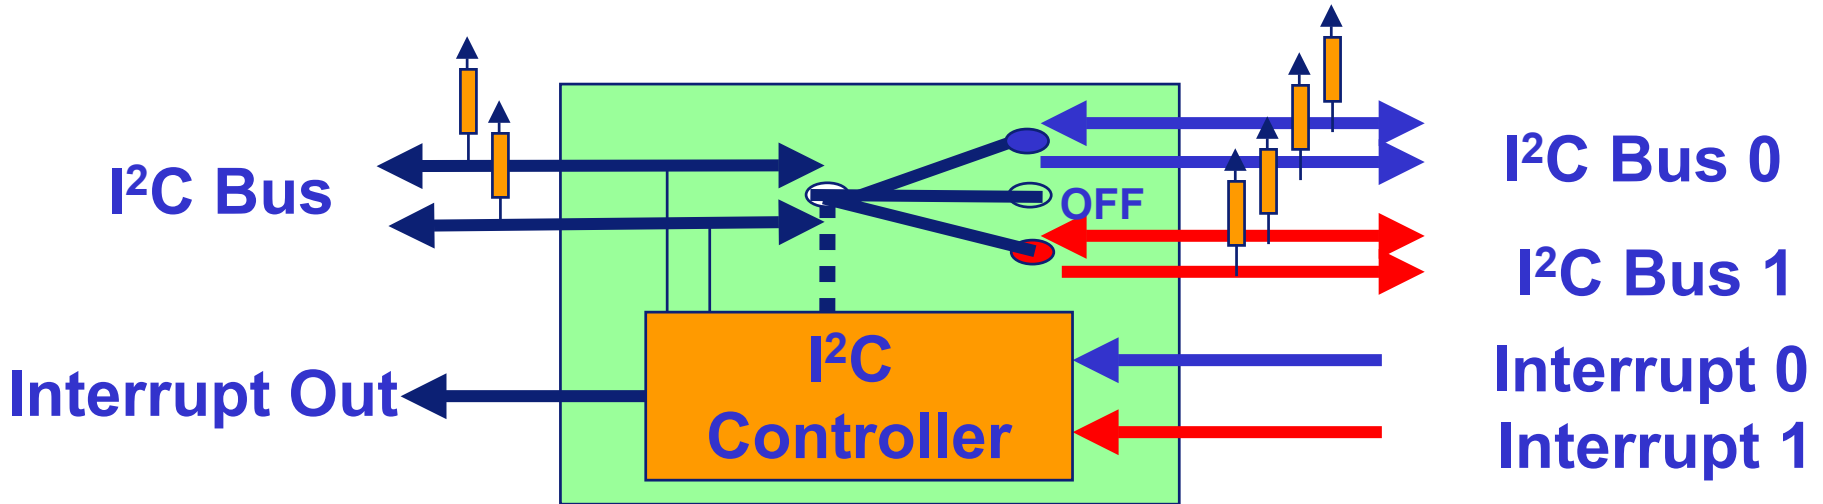 I²C Bus
Interrupt Out
OFF
I²C
Controller
I²C Bus 0
I²C Bus 1
Interrupt 0
Interrupt 1